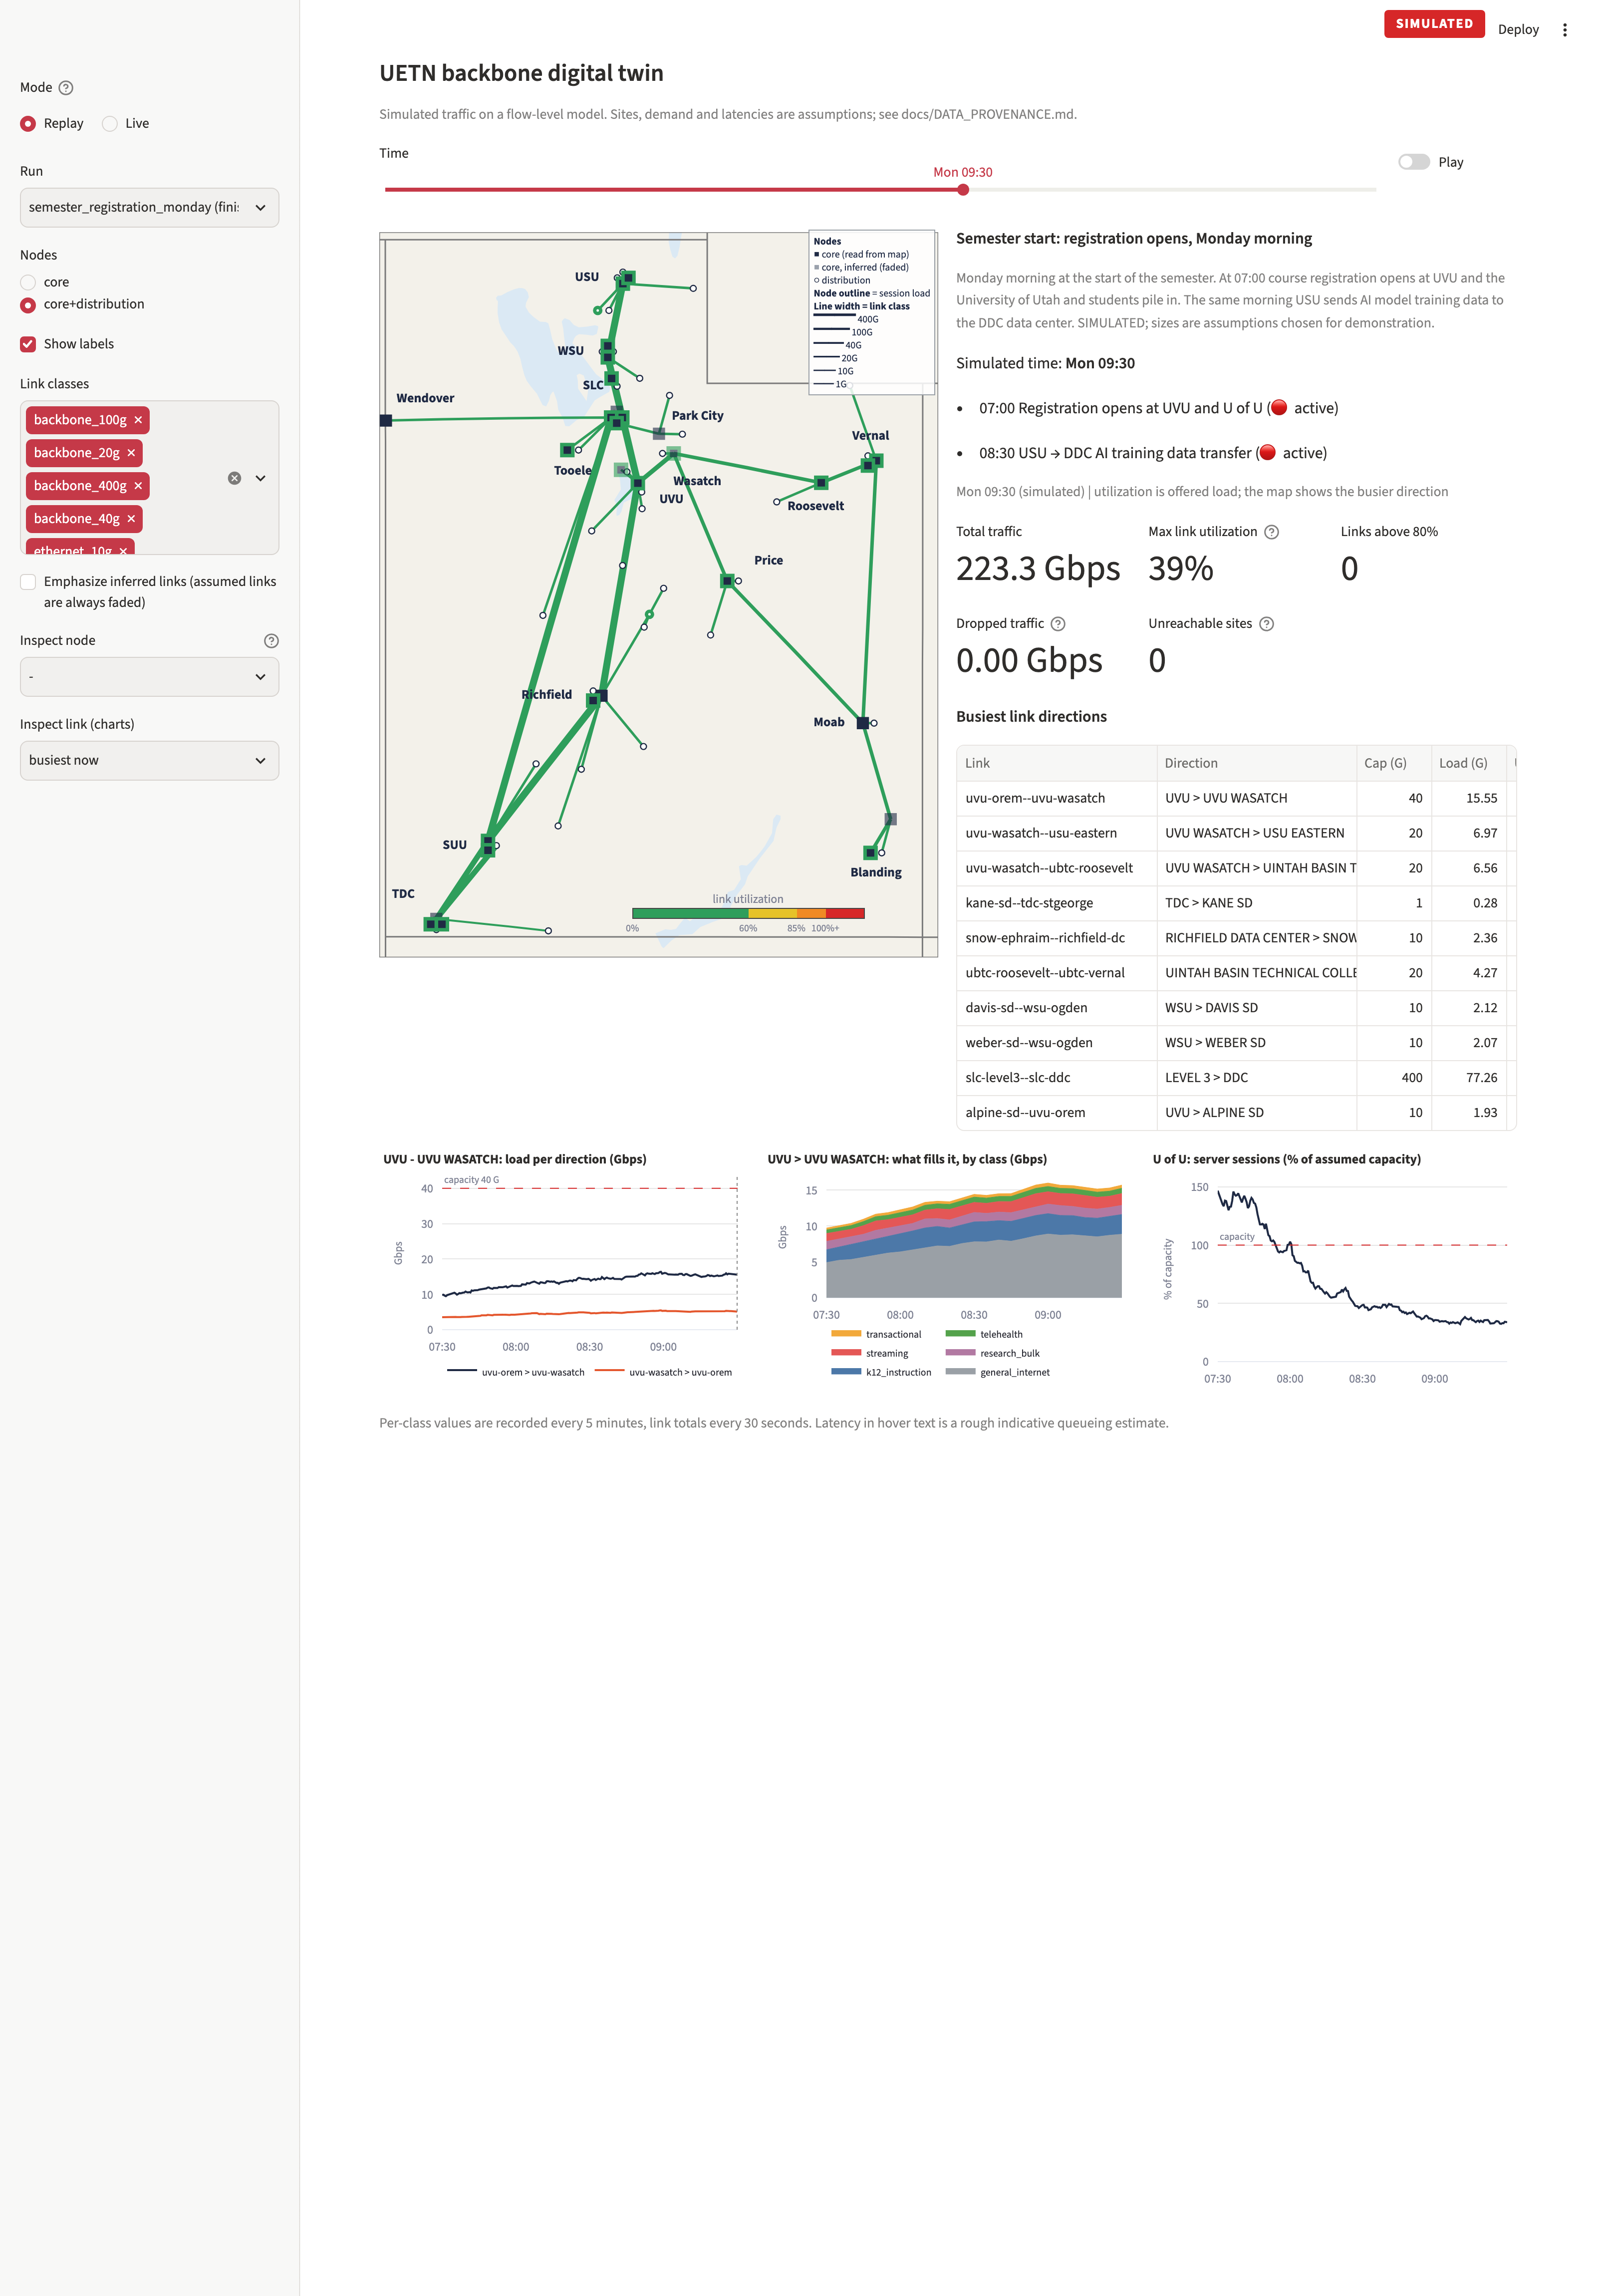 SIMULATED
Deploy
Mode
Replay
Live
Run
semester_registration_monday (fini
Nodes
core
core+distribution
Show labels
Link classes
backbone_100g
backbone_20g
backbone_400g
backbone_40g
ethernet_10g
Emphasize inferred links (assumed links
are always faded)
Inspect node
-
Inspect link (charts)
busiest now
UETN backbone digital twin
Simulated traffic on a flow-level model. Sites, demand and latencies are assumptions; see docs/DATA_PROVENANCE.md.
Time
Mon 09:30
Play
Nodes
core (read from map)
core, inferred (faded)
distribution
Node outline = session load
Line width = link class
400G
100G
40G
20G
10G
1G
USU
WSU
SLC
Wendover
Park City
Vernal
Tooele
Wasatch
UVU
Roosevelt
Price
Richfield
Moab
SUU
Blanding
TDC
link utilization
0% 60% 85% 100%+
Semester start: registration opens, Monday morning
Monday morning at the start of the semester. At 07:00 course registration opens at UVU and the
University of Utah and students pile in. The same morning USU sends AI model training data to
the DDC data center. SIMULATED; sizes are assumptions chosen for demonstration.
Simulated time: Mon 09:30
• 07:00 Registration opens at UVU and U of U (🔴 active)
• 08:30 USU → DDC AI training data transfer (🔴 active)
Mon 09:30 (simulated) | utilization is offered load; the map shows the busier direction
Total traffic Max link utilization Links above 80%
223.3 Gbps 39% 0
Dropped traffic Unreachable sites
0.00 Gbps 0
Busiest link directions
Link Direction Cap (G) Load (G)
uvu-orem--uvu-wasatch UVU > UVU WASATCH 40 15.55
uvu-wasatch--usu-eastern UVU WASATCH > USU EASTERN 20 6.97
uvu-wasatch--ubtc-roosevelt UVU WASATCH > UINTAH BASIN T 20 6.56
kane-sd--tdc-stgeorge TDC > KANE SD 1 0.28
snow-ephraim--richfield-dc RICHFIELD DATA CENTER > SNOW 10 2.36
ubtc-roosevelt--ubtc-vernal UINTAH BASIN TECHNICAL COLLE 20 4.27
davis-sd--wsu-ogden WSU > DAVIS SD 10 2.12
weber-sd--wsu-ogden WSU > WEBER SD 10 2.07
slc-level3--slc-ddc LEVEL 3 > DDC 400 77.26
alpine-sd--uvu-orem UVU > ALPINE SD 10 1.93
UVU - UVU WASATCH: load per direction (Gbps)
capacity 40 G
40
30
20
10
0
Gbps
07:30 08:00 08:30 09:00
uvu-orem > uvu-wasatch uvu-wasatch > uvu-orem
UVU > UVU WASATCH: what fills it, by class (Gbps)
15
10
5
0
Gbps
07:30 08:00 08:30 09:00
transactional telehealth
streaming research_bulk
k12_instruction general_internet
U of U: server sessions (% of assumed capacity)
150
100
50
0
capacity
% of capacity
07:30 08:00 08:30 09:00
Per-class values are recorded every 5 minutes, link totals every 30 seconds. Latency in hover text is a rough indicative queueing estimate.